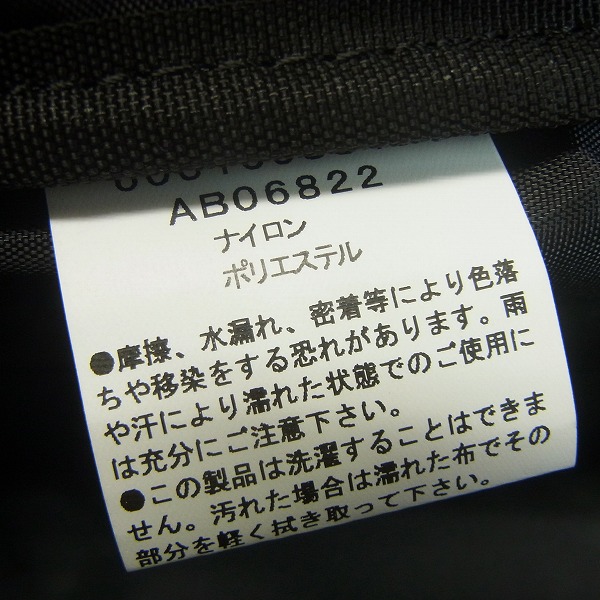 AB06822
ナイロン
ポリエステル
●摩擦、水漏れ、密着等により色落
ちや移染をする恐れがあります。雨
や汗により濡れた状態でのご使用に
は充分にご注意下さい。
●この製品は洗濯することはできま
せん。汚れた場合は濡れた布でその
部分を軽く拭き取って下さい。